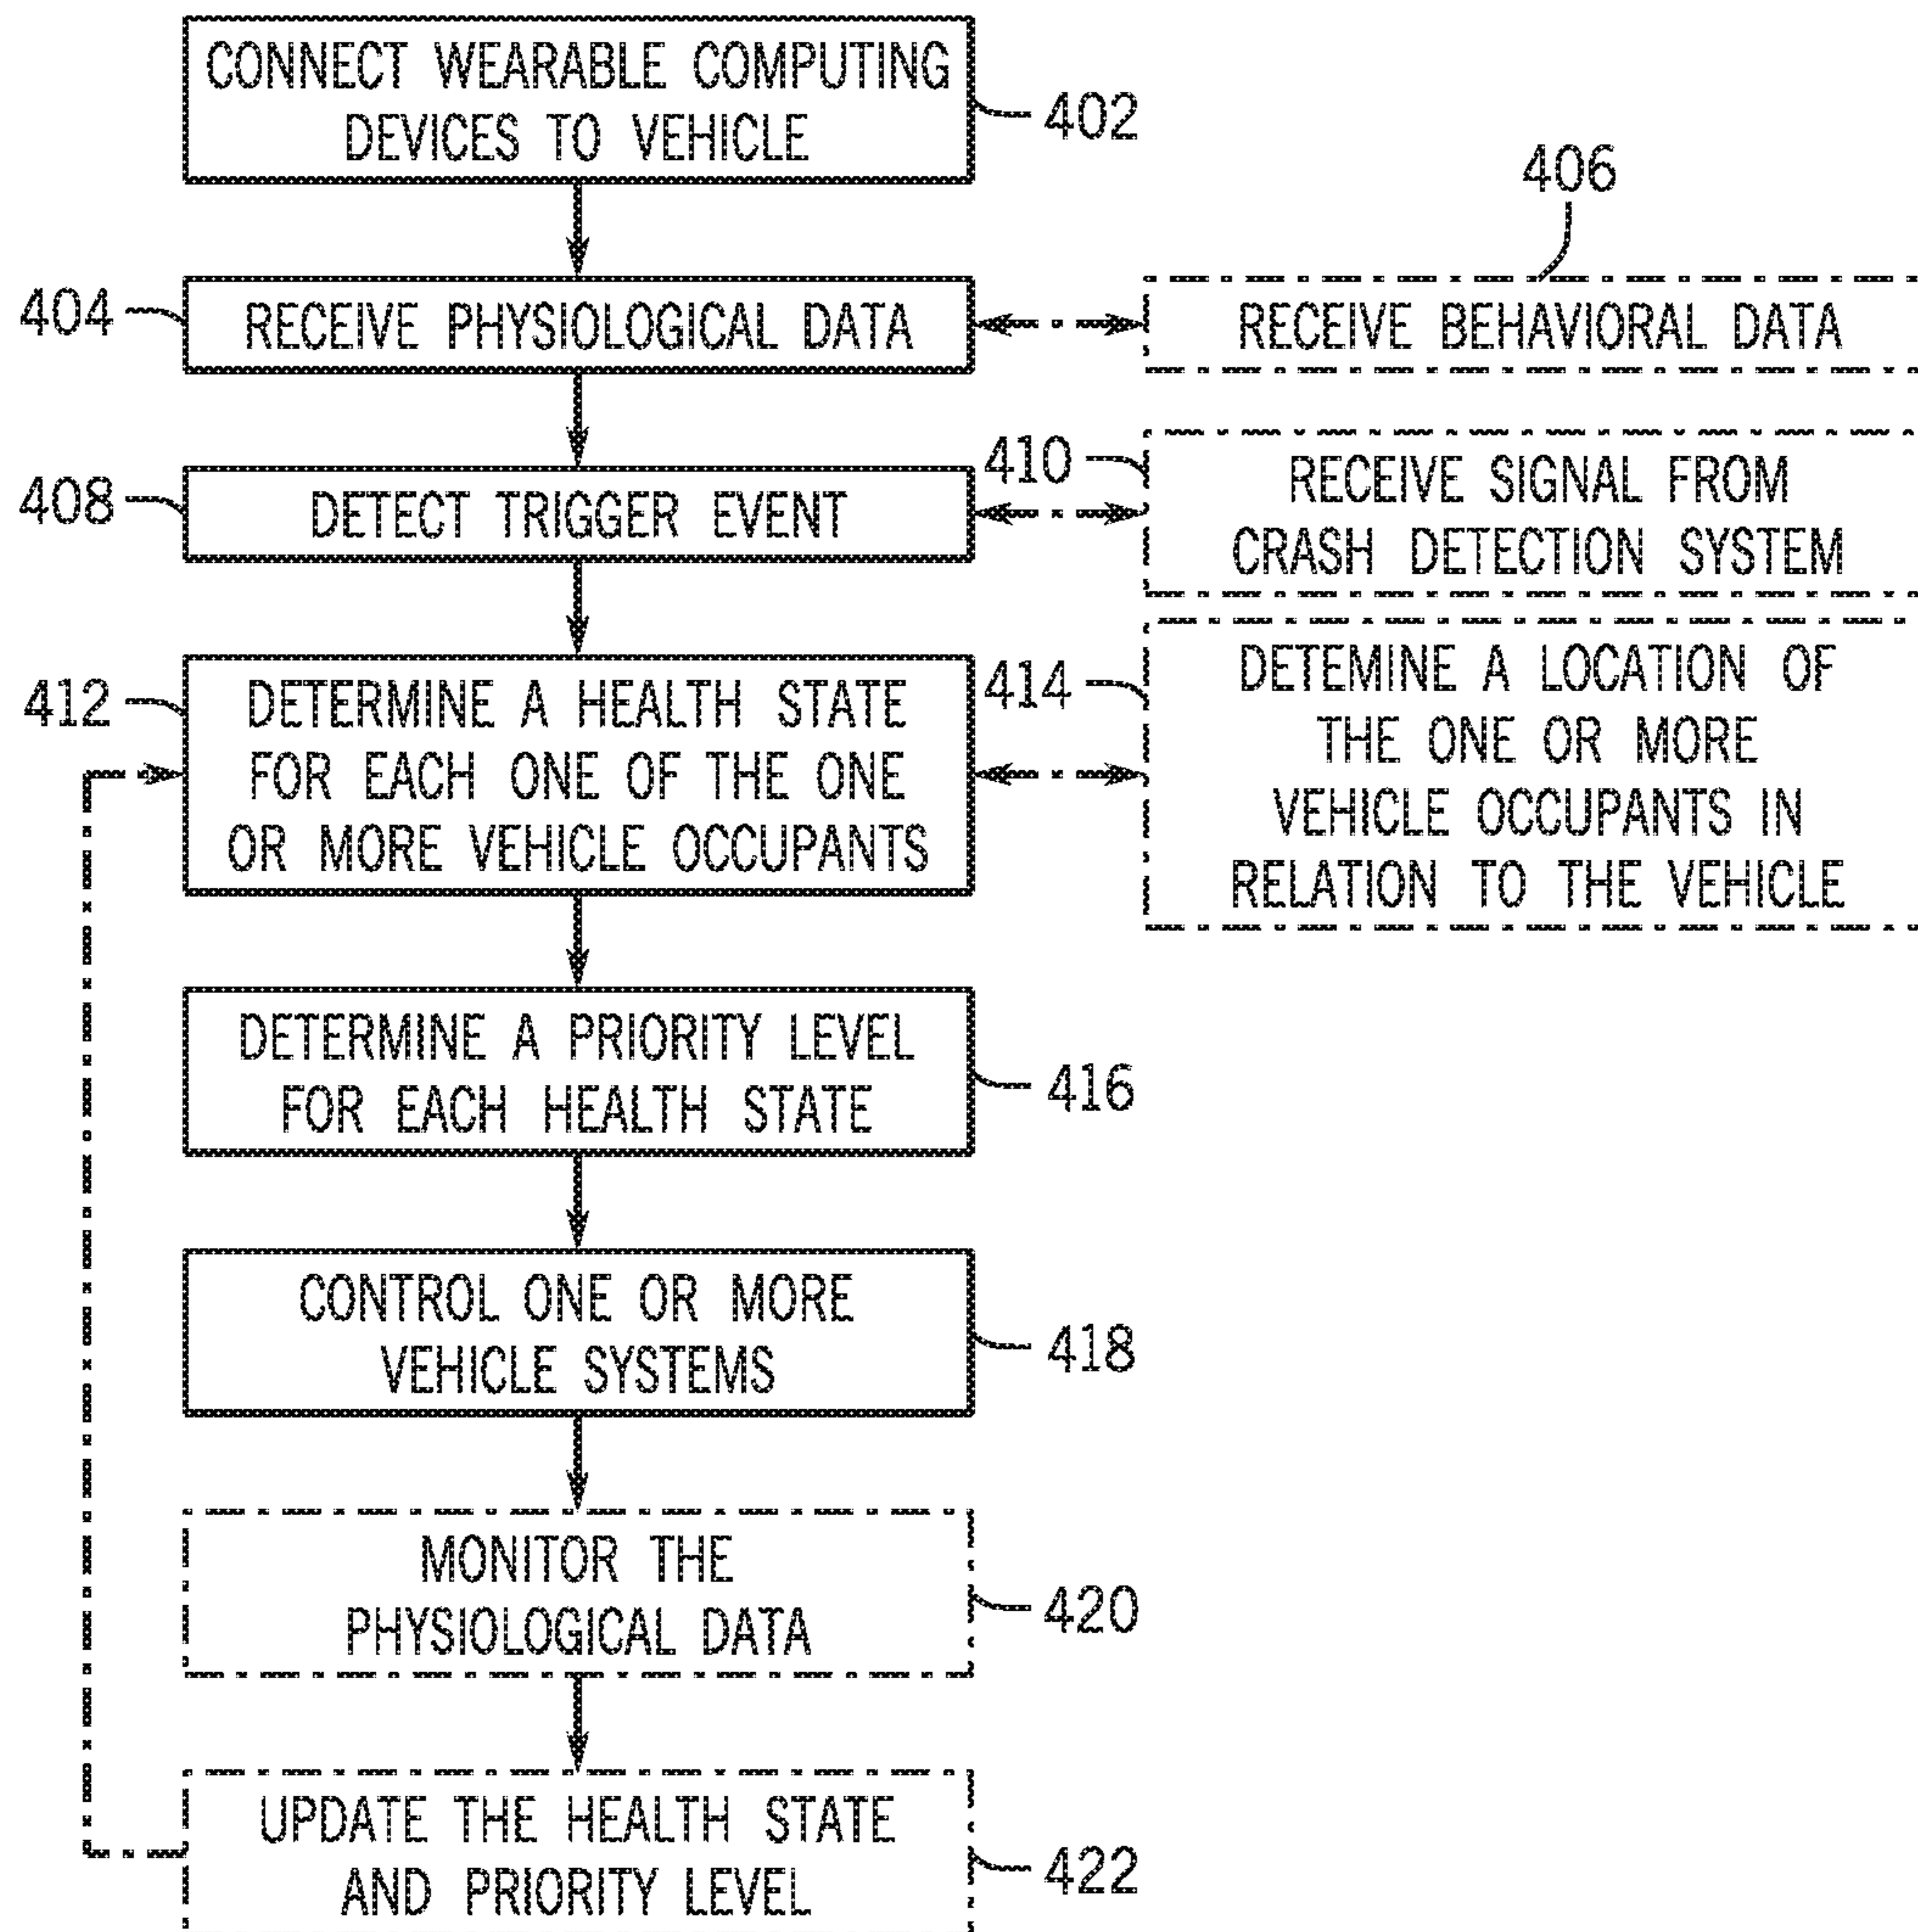 CONNECT WEARABLE COMPUTING
DEVICES TO VEHICLE
402
406
404
RECEIVE PHYSIOLOGICAL DATA
RECEIVE BEHAVIORAL DATA
408
DETECT TRIGGER EVENT
410
RECEIVE SIGNAL FROM
CRASH DETECTION SYSTEM
412
DETERMINE A HEALTH STATE
FOR EACH ONE OF THE ONE
OR MORE VEHICLE OCCUPANTS
414
DETEMINE A LOCATION OF
THE ONE OR MORE
VEHICLE OCCUPANTS IN
RELATION TO THE VEHICLE
DETERMINE A PRIORITY LEVEL
FOR EACH HEALTH STATE
416
CONTROL ONE OR MORE
VEHICLE SYSTEMS
418
MONITOR THE
PHYSIOLOGICAL DATA
420
UPDATE THE HEALTH STATE
AND PRIORITY LEVEL
422